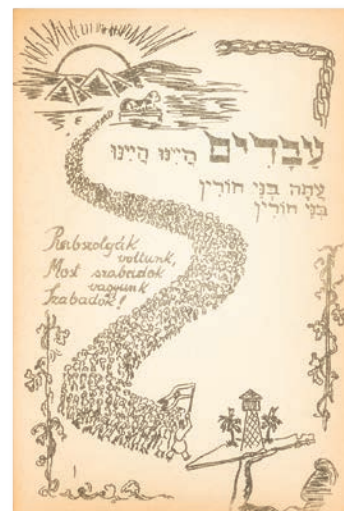 עֲבָדִים הָיִינוּ הָיִינוּ
עַתָּה בְּנֵי חוֹרִין
בְּנֵי חוֹרִין
Rabszolgák
voltunk,
Most szabadok
vagyunk
Szabadok!